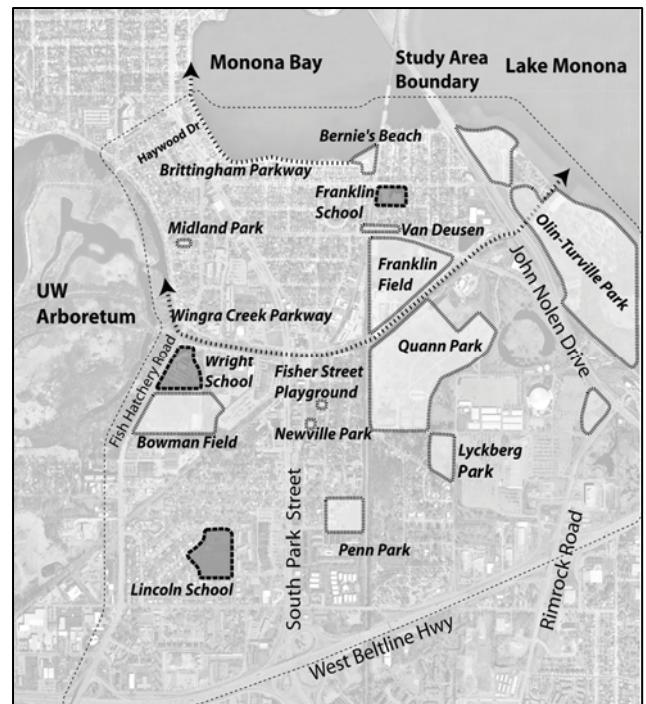 Monona Bay
Study Area
Boundary
Lake Monona
Haywood Dr
Bernie's Beach
Brittingham Parkway
Franklin
School
Midland Park
Van Deusen
Olin-Turville Park
Franklin
Field
John Nolen Drive
UW
Arboretum
Wingra Creek Parkway
Quann Park
Wright
School
Fisher Street
Playground
Fish Hatchery Road
Bowman Field
Newville Park
Lyckberg
Park
South Park Street
Penn Park
Rimrock Road
Lincoln School
West Beltline Hwy